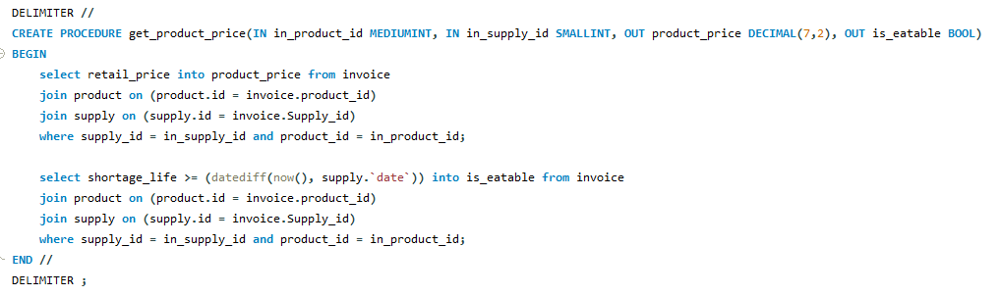 DELIMITER //
CREATE PROCEDURE get_product_price(IN in_product_id MEDIUMINT, IN in_supply_id SMALLINT, OUT product_price DECIMAL(7,2), OUT is_eatable BOOL)
BEGIN
    select retail_price into product_price from invoice
    join product on (product.id = invoice.product_id)
    join supply on (supply.id = invoice.Supply_id)
    where supply_id = in_supply_id and product_id = in_product_id;

    select shortage_life >= (datediff(now(), supply.`date`)) into is_eatable from invoice
    join product on (product.id = invoice.product_id)
    join supply on (supply.id = invoice.Supply_id)
    where supply_id = in_supply_id and product_id = in_product_id;
END //
DELIMITER ;